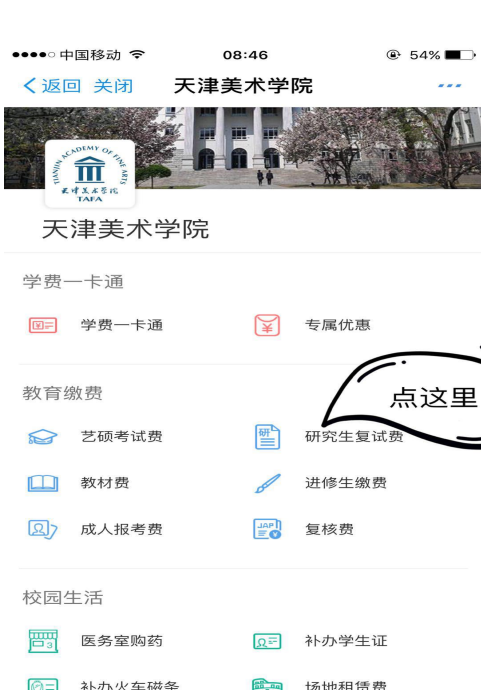 中国移动 08:46 54%
返回 关闭 天津美术学院
TIANJIN ACADEMY OF FINE ARTS
天津美术学院
TAFA
天津美术学院
学费一卡通
学费一卡通 专属优惠
教育缴费
点这里
艺硕考试费 研究生复试费
教材费 进修生缴费
成人报考费 复核费
校园生活
医务室购药 补办学生证
补办火车磁条 场地租赁费